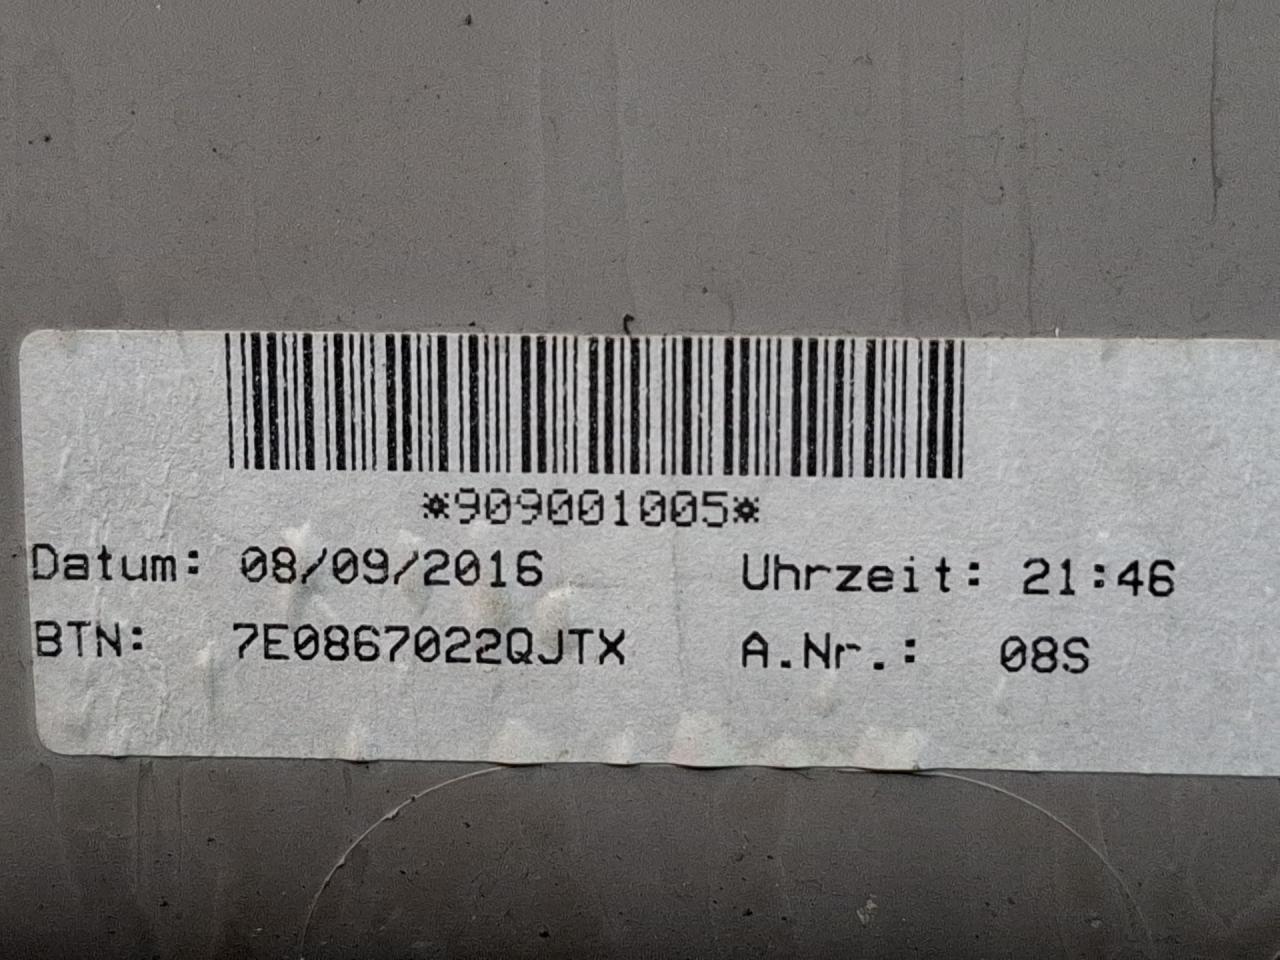 *909001005*
Datum: 08/09/2016 Uhrzeit: 21:46
BTN: 7E0867022QJTX A.Nr.: 08S